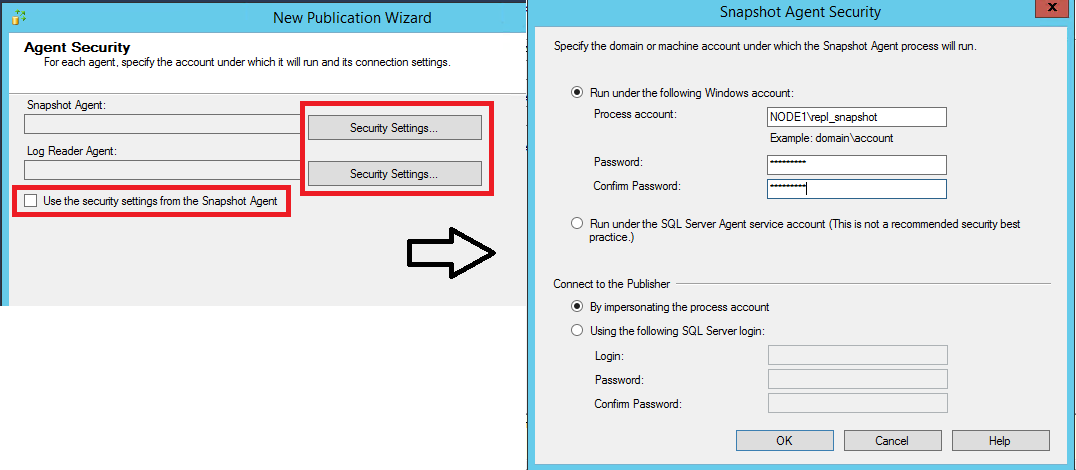 New Publication Wizard
Agent Security
For each agent, specify the account under which it will run and its connection settings.
Snapshot Agent:
Security Settings...
Log Reader Agent:
Security Settings...
Use the security settings from the Snapshot Agent
Snapshot Agent Security
x
Specify the domain or machine account under which the Snapshot Agent process will run.
Run under the following Windows account:
Process account:
NODE1\repl_snapshot
Example: domain\account
Password:
*********
Confirm Password:
*********
Run under the SQL Server Agent service account (This is not a recommended security best
practice.)
Connect to the Publisher
By impersonating the process account
Using the following SQL Server login:
Login:
Password:
Confirm Password:
OK
Cancel
Help